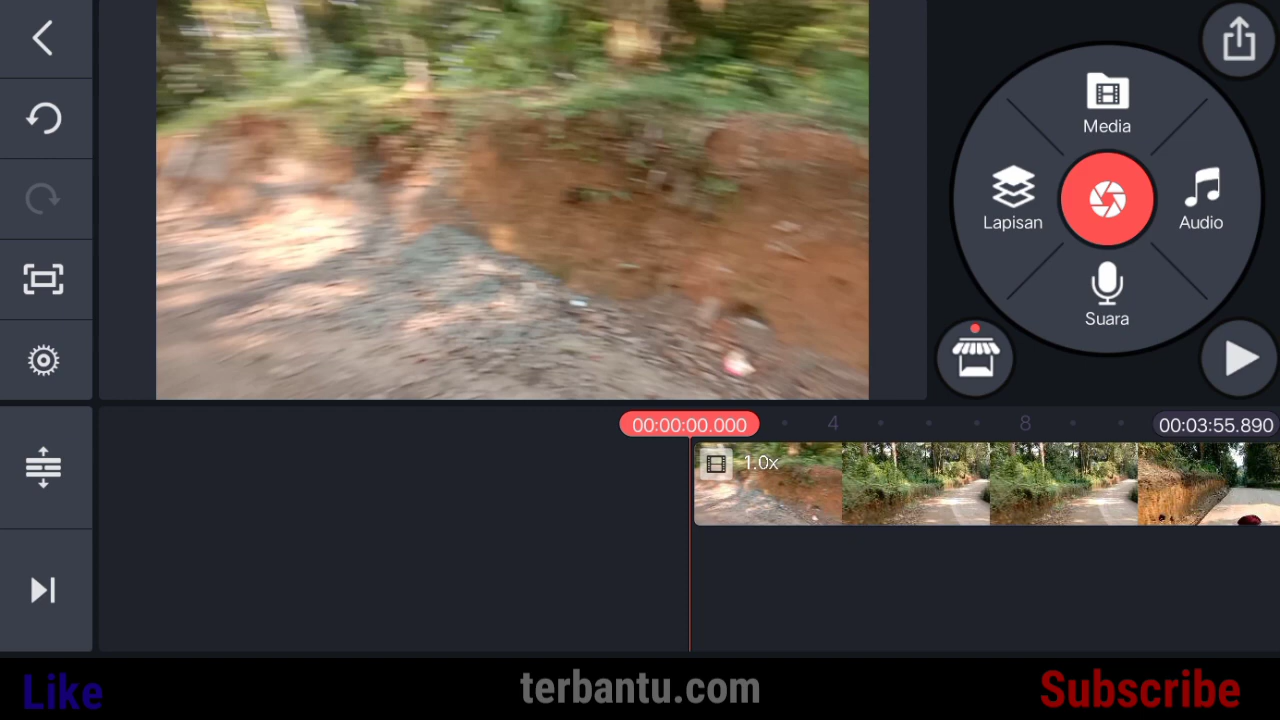 Media
Lapisan
Audio
Suara
00:00:00.000
4
8
00:03:55.890
1.0x
Like
terbantu.com
Subscribe